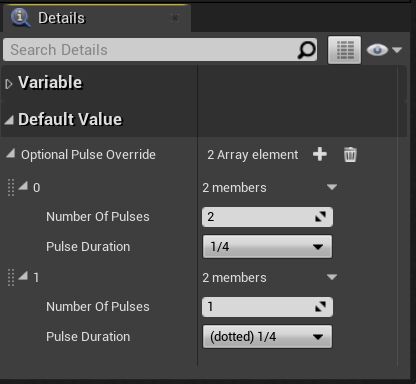 Details
Search Details
Variable
Default Value
Optional Pulse Override 2 Array element
0 2 members
Number Of Pulses 2
Pulse Duration 1/4
1 2 members
Number Of Pulses 1
Pulse Duration (dotted) 1/4